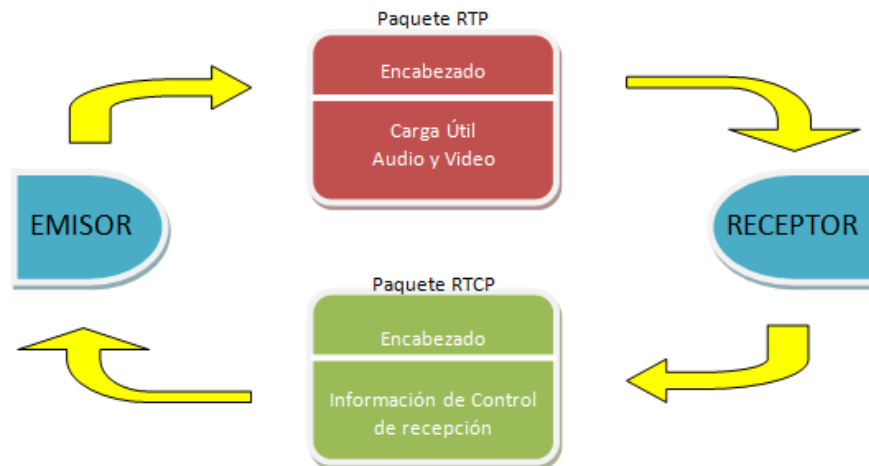 Paquete RTP
Encabezado
Carga Útil
Audio y Video
EMISOR
RECEPTOR
Paquete RTCP
Encabezado
Información de Control
de recepción